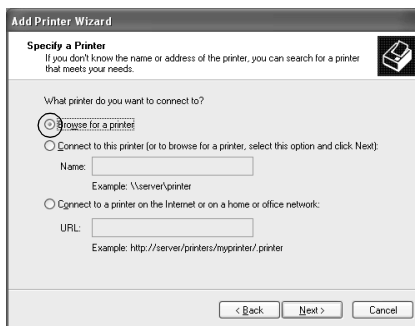 Add Printer Wizard
Specify a Printer
If you don't know the name or address of the printer, you can search for a printer
that meets your needs.
What printer do you want to connect to?
Browse for a printer
Connect to this printer (or to browse for a printer, select this option and click Next):
Name:
Example: \\server\printer
Connect to a printer on the Internet or on a home or office network:
URL:
Example: http://server/printers/myprinter/.printer
< Back
Next >
Cancel